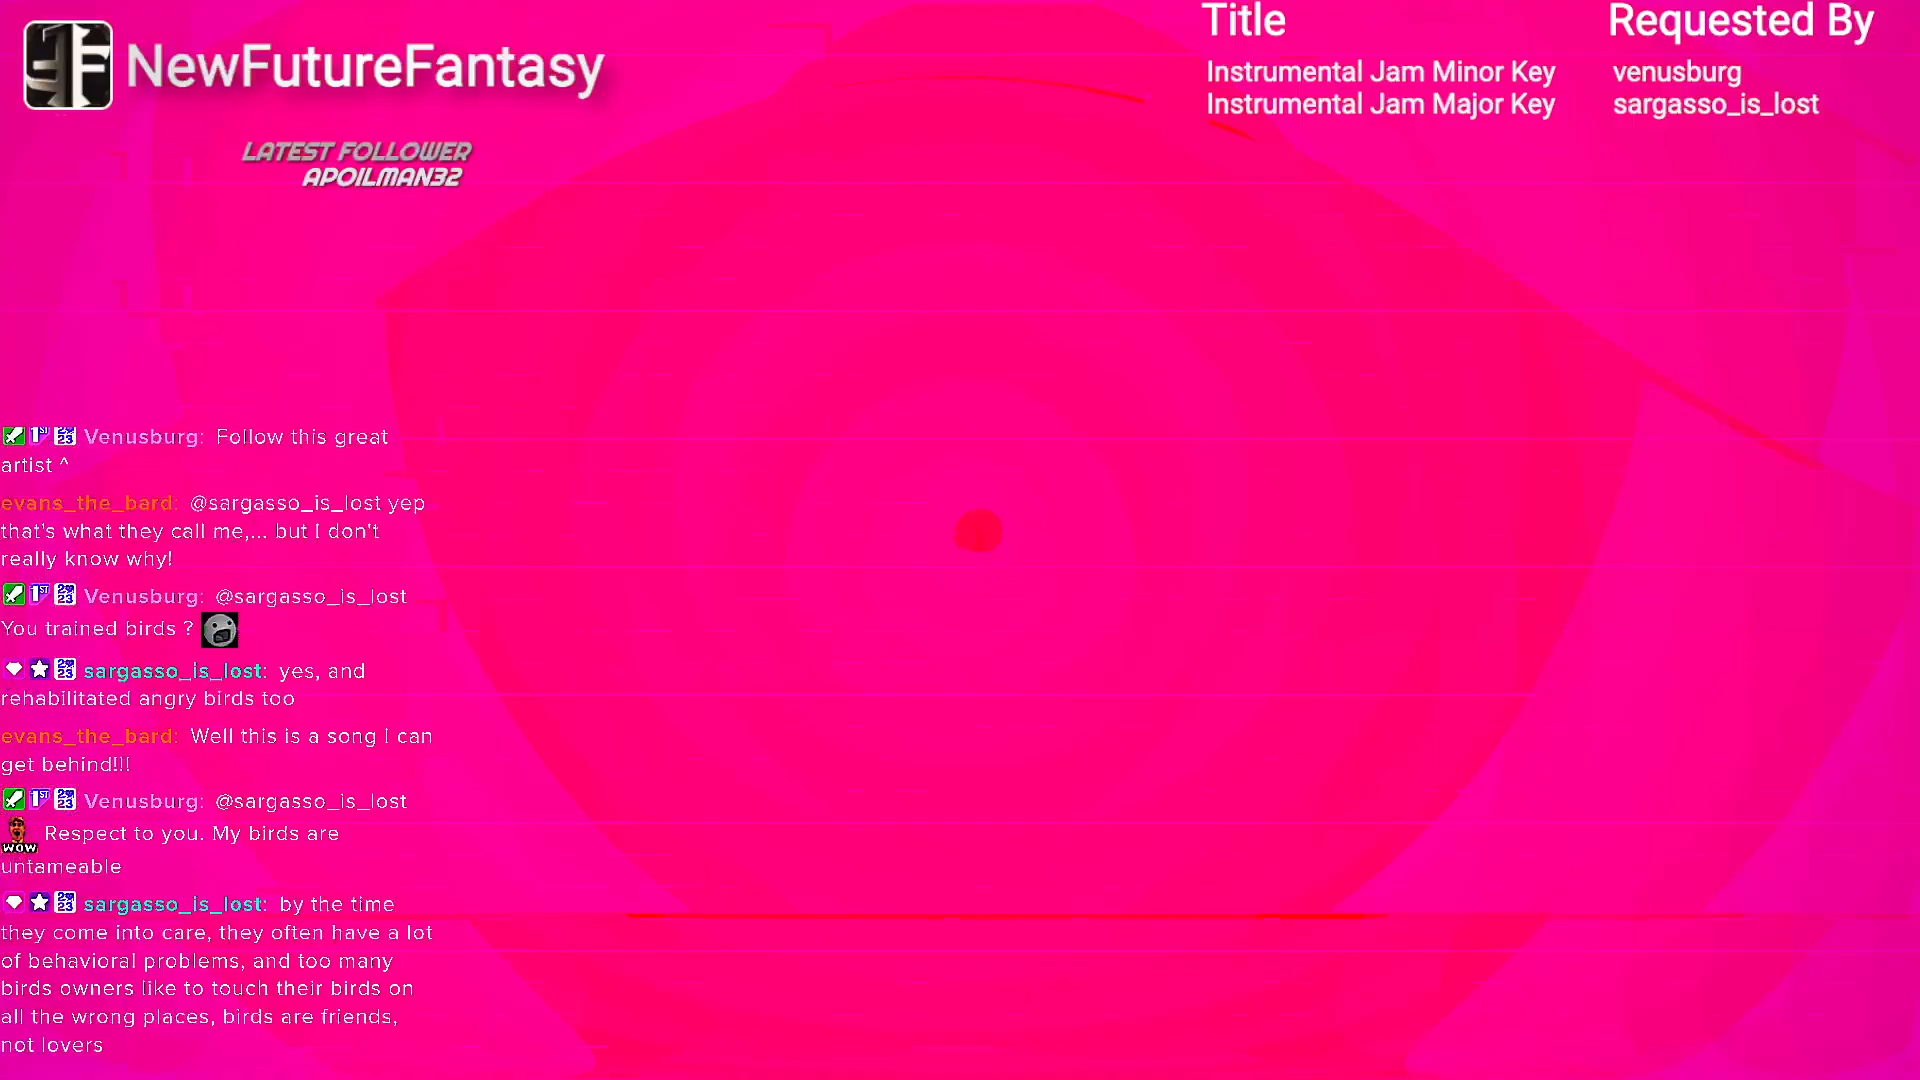 NewFutureFantasy
LATEST FOLLOWER
APOILMAN32
Title Requested By
Instrumental Jam Minor Key venusburg
Instrumental Jam Major Key sargasso_is_lost
Venusburg: Follow this great
artist ^
evans_the_bard: @sargasso_is_lost yep
that's what they call me,... but I don't
really know why!
Venusburg: @sargasso_is_lost
You trained birds ?
sargasso_is_lost: yes, and
rehabilitated angry birds too
evans_the_bard: Well this is a song I can
get behind!!!
Venusburg: @sargasso_is_lost
wow Respect to you. My birds are
untameable
sargasso_is_lost: by the time
they come into care, they often have a lot
of behavioral problems, and too many
birds owners like to touch their birds on
all the wrong places, birds are friends,
not lovers